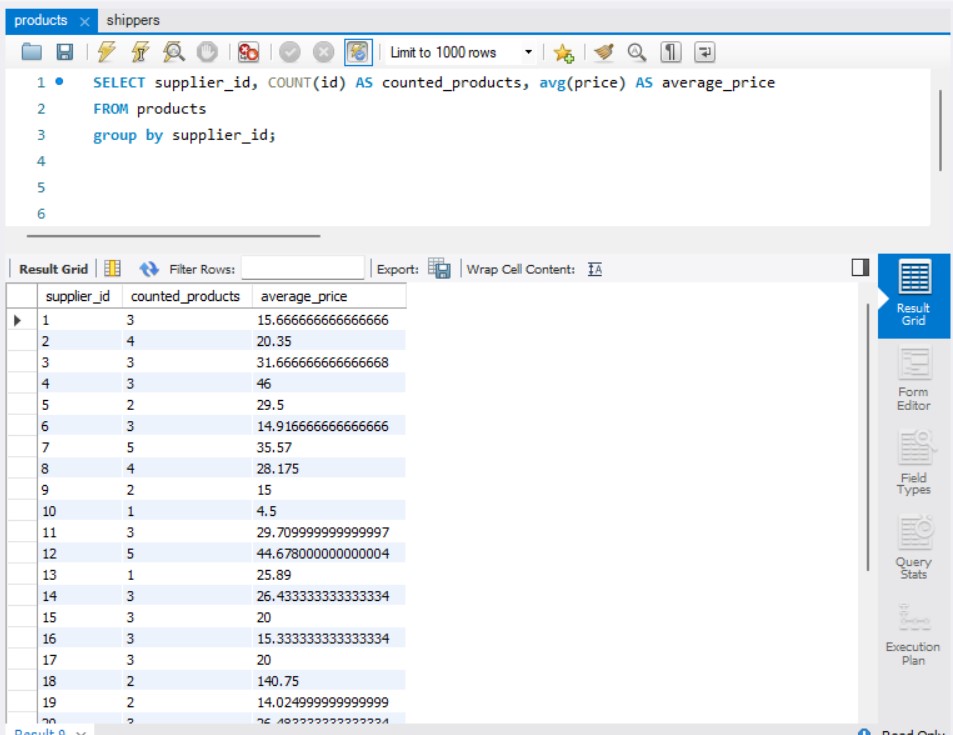 products × shippers
Limit to 1000 rows
1 SELECT supplier_id, COUNT(id) AS counted_products, avg(price) AS average_price
2 FROM products
3 group by supplier_id;
4
5
6
Result Grid Filter Rows: Export: Wrap Cell Content: IA
supplier_id counted_products average_price
1 3 15.666666666666666
2 4 20.35
3 3 31.666666666666668
4 3 46
5 2 29.5
6 3 14.916666666666666
7 5 35.57
8 4 28.175
9 2 15
10 1 4.5
11 3 29.709999999999997
12 5 44.678000000000004
13 1 25.89
14 3 26.433333333333334
15 3 20
16 3 15.333333333333334
17 3 20
18 2 140.75
19 2 14.024999999999999
20 3 26.483333333333334
Result
Grid
Form
Editor
Field
Types
Query
Stats
Execution
Plan
Result 9 Read Only